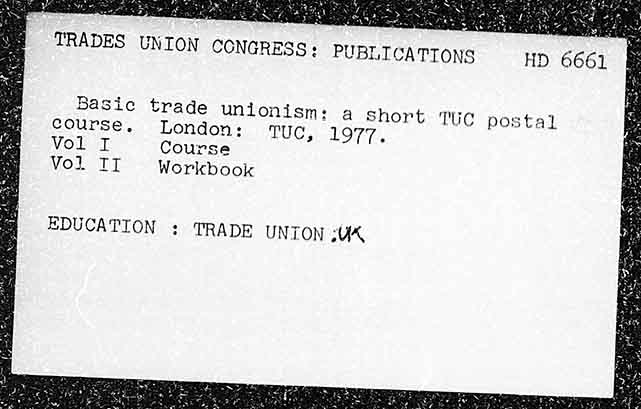 TRADES UNION CONGRESS: PUBLICATIONS HD 6661
Basic trade unionism: a short TUC postal
course. London: TUC, 1977.
Vol I Course
Vol II Workbook
EDUCATION : TRADE UNION :UK